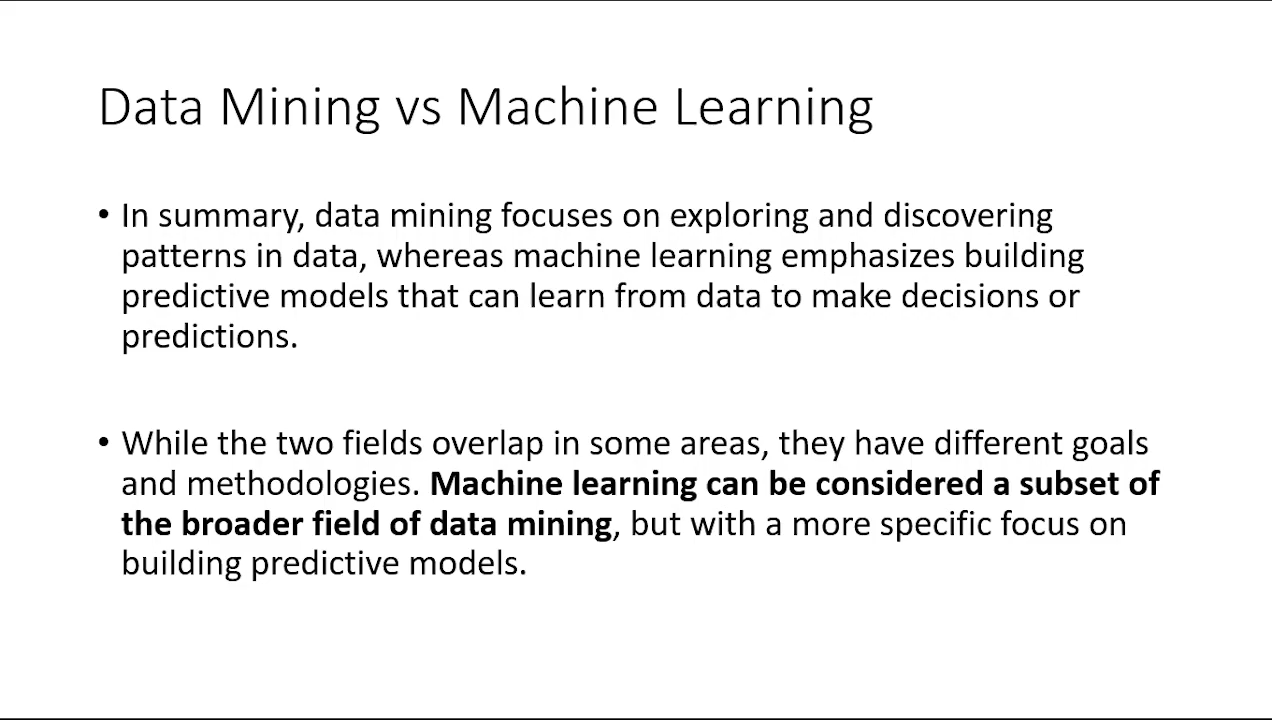 Data Mining vs Machine Learning
• In summary, data mining focuses on exploring and discovering
patterns in data, whereas machine learning emphasizes building
predictive models that can learn from data to make decisions or
predictions.
• While the two fields overlap in some areas, they have different goals
and methodologies. Machine learning can be considered a subset of
the broader field of data mining, but with a more specific focus on
building predictive models.